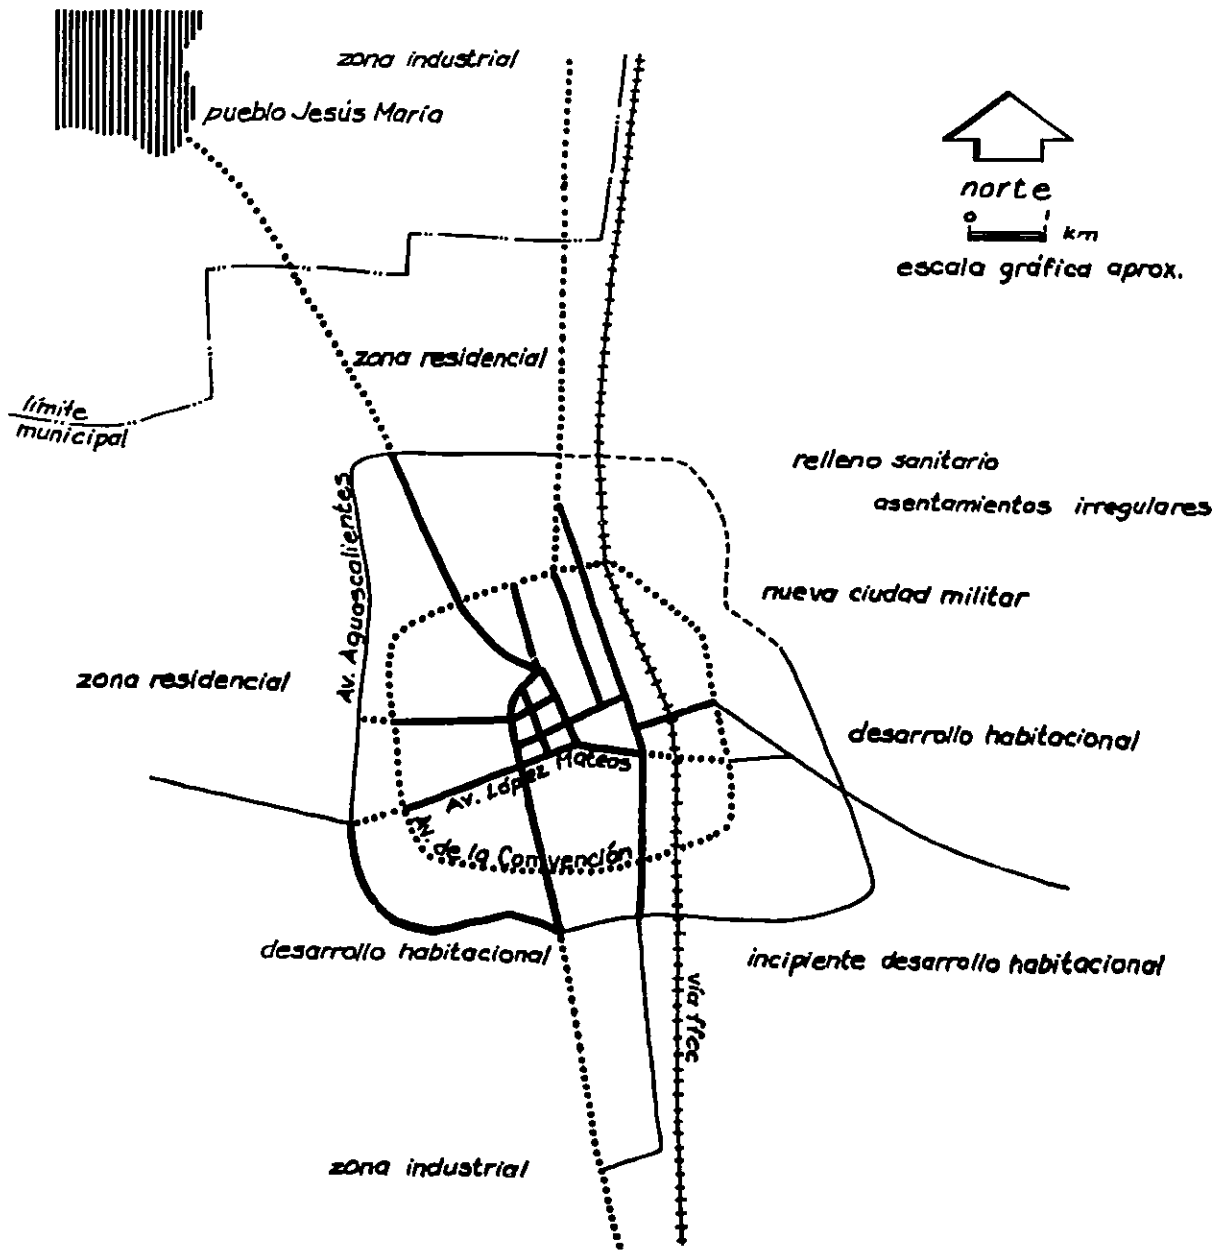 zona industrial
pueblo Jesús María
norte
0
km
escala gráfica aprox.
zona residencial
límite
municipal
relleno sanitario
asentamientos irregulares
Av. Aguascalientes
nueva ciudad militar
zona residencial
desarrollo habitacional
Av. López Mateos
Av. de la Convención
desarrollo habitacional
incipiente desarrollo habitacional
vía ffcc
zona industrial